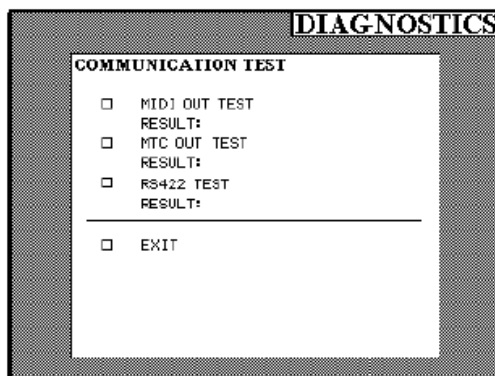 DIAGNOSTICS
COMMUNICATION TEST
MIDI OUT TEST
RESULT:
MTC OUT TEST
RESULT:
RS422 TEST
RESULT:
EXIT